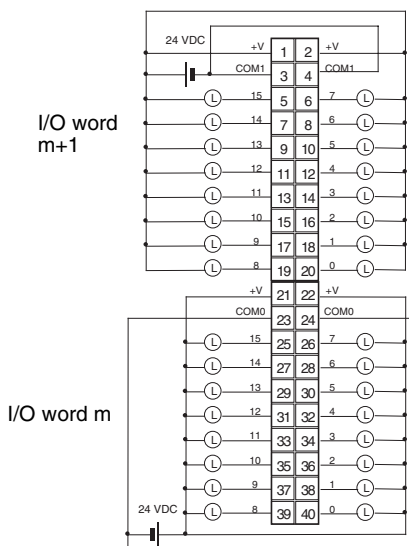 24 VDC
+V 1 2 +V
COM1 3 4 COM1
L 15 5 6 7 L
I/O word m+1
L 14 7 8 6 L
L 13 9 10 5 L
L 12 11 12 4 L
L 11 13 14 3 L
L 10 15 16 2 L
L 9 17 18 1 L
L 8 19 20 0 L
+V 21 22 +V
COM0 23 24 COM0
L 15 25 26 7 L
L 14 27 28 6 L
L 13 29 30 5 L
I/O word m
L 12 31 32 4 L
L 11 33 34 3 L
L 10 35 36 2 L
L 9 37 38 1 L
24 VDC
L 8 39 40 0 L